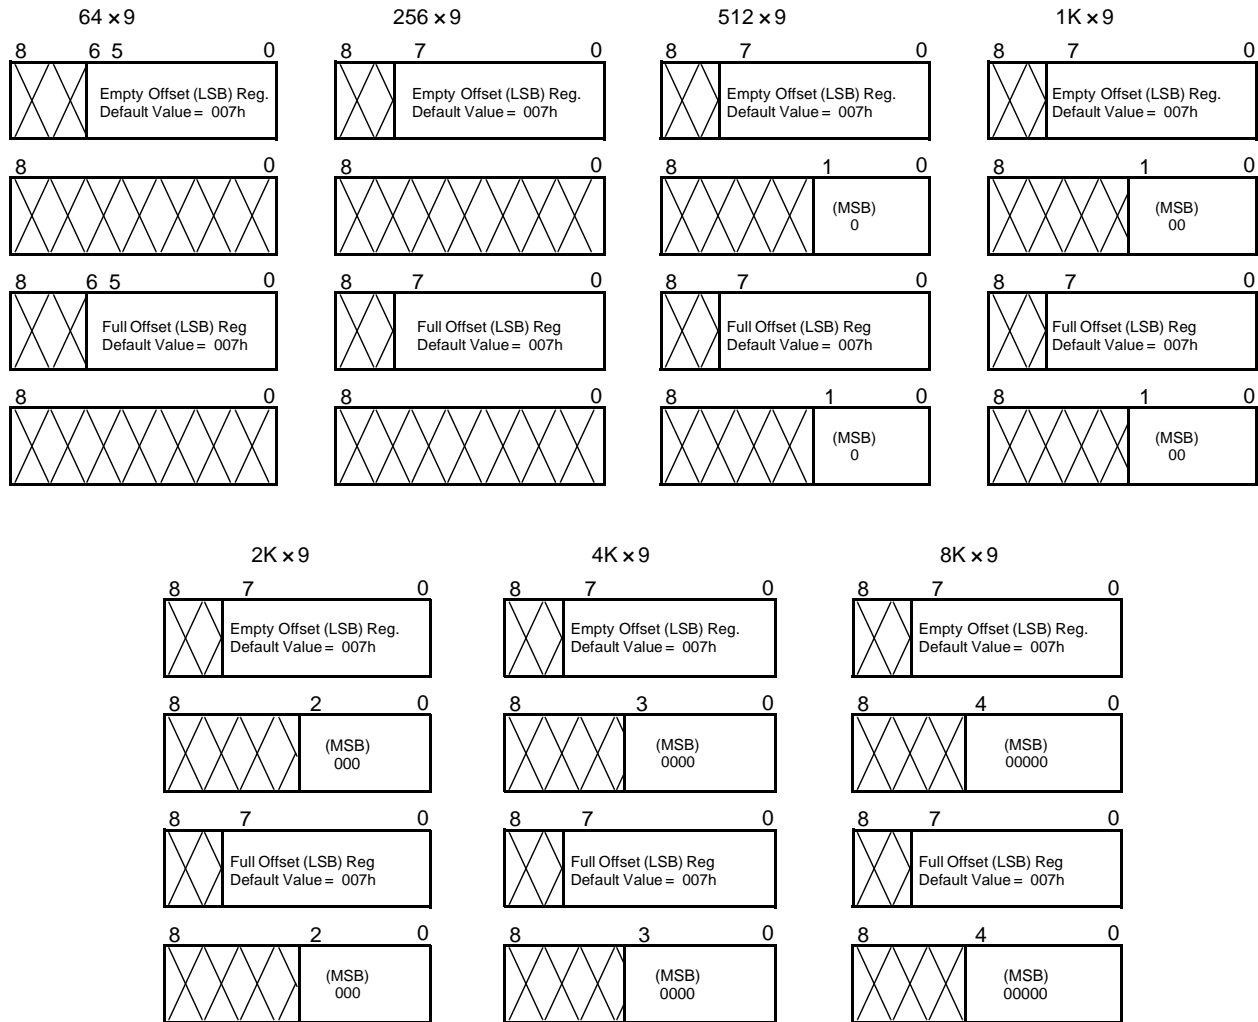 64 × 9 256 × 9 512 × 9 1K × 9
8 6 5 0 8 7 0 8 7 0 8 7 0
Empty Offset (LSB) Reg. Empty Offset (LSB) Reg. Empty Offset (LSB) Reg. Empty Offset (LSB) Reg.
Default Value = 007h Default Value = 007h Default Value = 007h Default Value = 007h
8 0 8 0 8 1 0 8 1 0
(MSB) (MSB)
0 00
8 6 5 0 8 7 0 8 7 0 8 7 0
Full Offset (LSB) Reg Full Offset (LSB) Reg Full Offset (LSB) Reg Full Offset (LSB) Reg
Default Value = 007h Default Value = 007h Default Value = 007h Default Value = 007h
8 0 8 0 8 1 0 8 1 0
(MSB) (MSB)
0 00
2K × 9 4K × 9 8K × 9
8 7 0 8 7 0 8 7 0
Empty Offset (LSB) Reg. Empty Offset (LSB) Reg. Empty Offset (LSB) Reg.
Default Value = 007h Default Value = 007h Default Value = 007h
8 2 0 8 3 0 8 4 0
(MSB) (MSB) (MSB)
000 0000 00000
8 7 0 8 7 0 8 7 0
Full Offset (LSB) Reg Full Offset (LSB) Reg Full Offset (LSB) Reg
Default Value = 007h Default Value = 007h Default Value = 007h
8 2 0 8 3 0 8 4 0
(MSB) (MSB) (MSB)
000 0000 00000